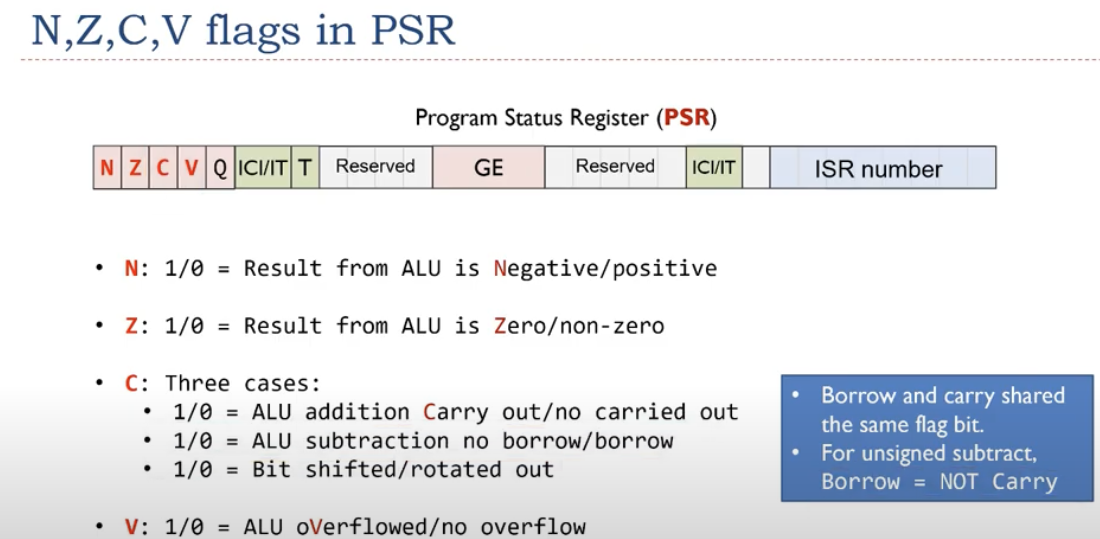 N,Z,C,V flags in PSR
Program Status Register (PSR)
N Z C V Q ICI/IT T Reserved GE Reserved ICI/IT ISR number
• N: 1/0 = Result from ALU is Negative/positive
• Z: 1/0 = Result from ALU is Zero/non-zero
• C: Three cases:
• 1/0 = ALU addition Carry out/no carried out
• 1/0 = ALU subtraction no borrow/borrow
• 1/0 = Bit shifted/rotated out
• V: 1/0 = ALU oVerflowed/no overflow
• Borrow and carry shared
the same flag bit.
• For unsigned subtract,
Borrow = NOT Carry